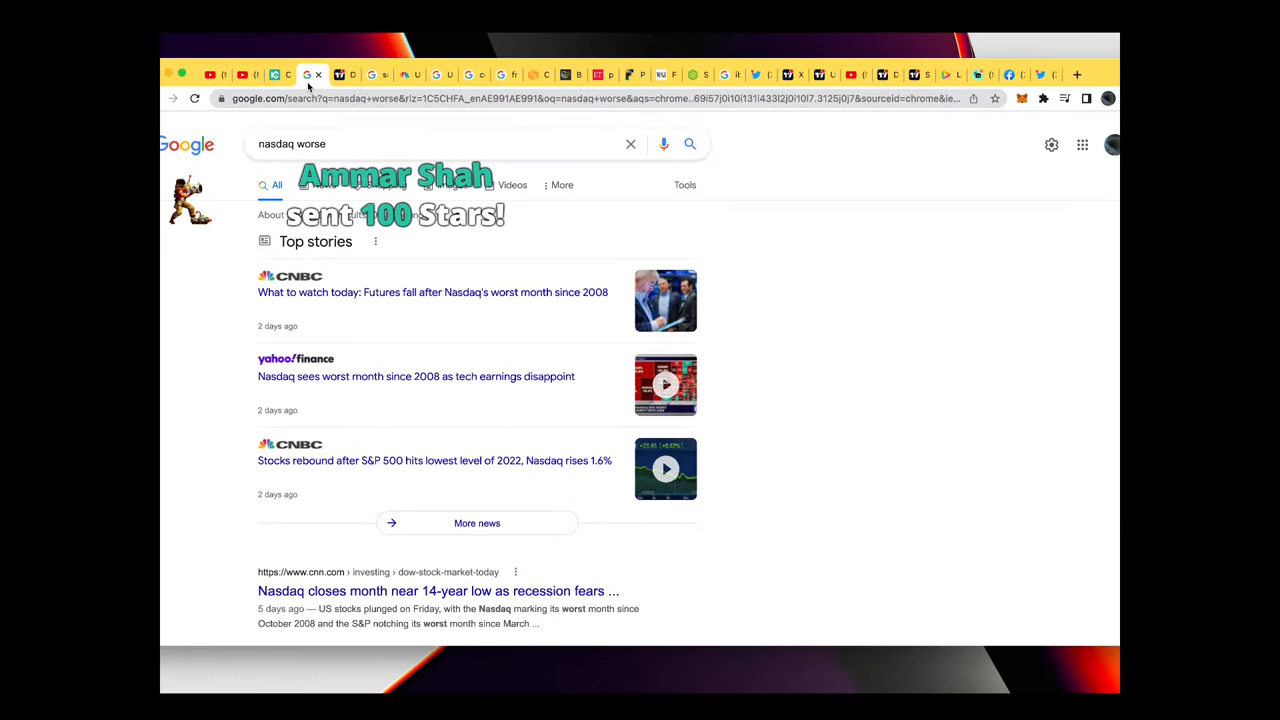 google.com/search?q=nasdaq+worse&riz=1C5CHFA_enAE991AE991&oq=nasdaq+worse&aqs=chrome..69i57j0i10i131i433l2j0i10l7.3125j0j7&sourceid=chrome&ie...
Google
nasdaq worse
Ammar Shah
sent 100 Stars!
All
Videos
More
Tools
About
Top stories
CNBC
What to watch today: Futures fall after Nasdaq's worst month since 2008
2 days ago
yahoo!finance
Nasdaq sees worst month since 2008 as tech earnings disappoint
2 days ago
CNBC
Stocks rebound after S&P 500 hits lowest level of 2022, Nasdaq rises 1.6%
2 days ago
More news
https://www.cnn.com › investing › dow-stock-market-today
Nasdaq closes month near 14-year low as recession fears ...
5 days ago — US stocks plunged on Friday, with the Nasdaq marking its worst month since
October 2008 and the S&P notching its worst month since March ...